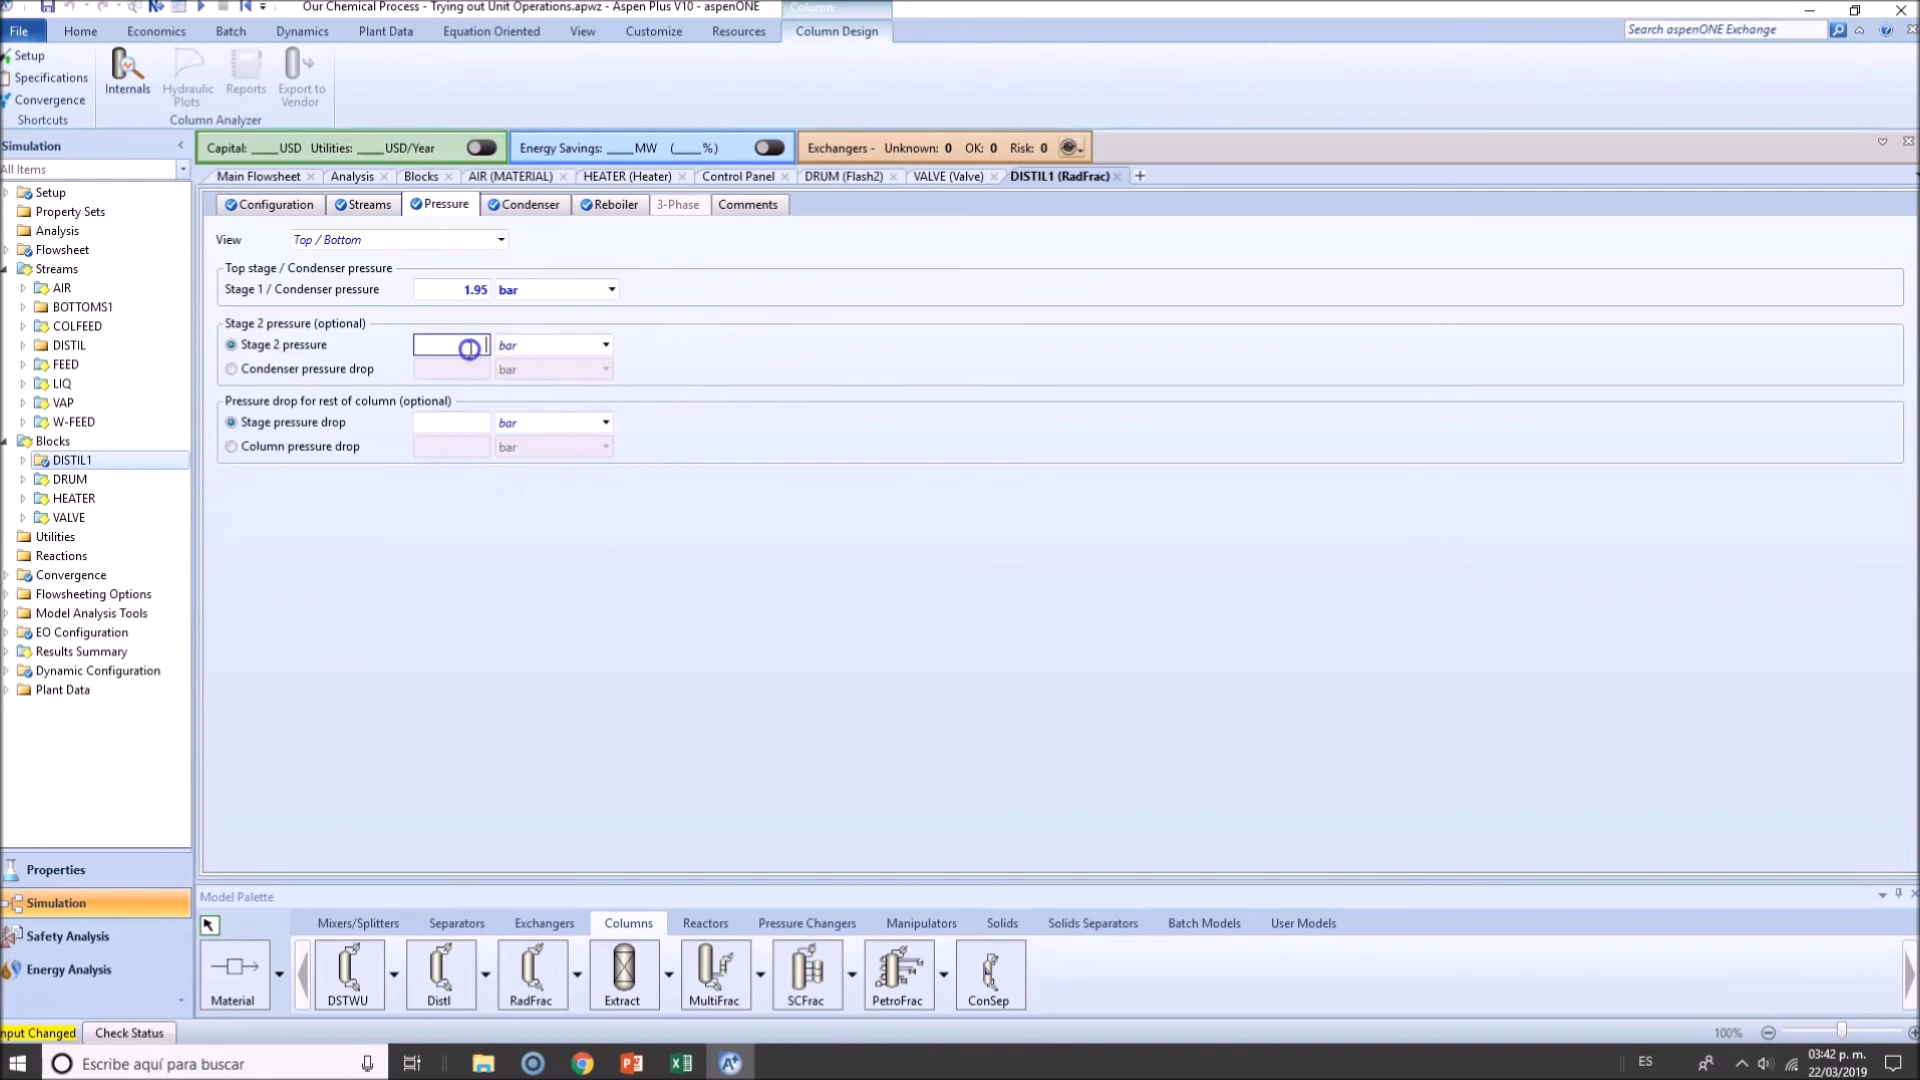 Our Chemical Process - Trying out Unit Operations.apwz - Aspen Plus V10 - aspenONE
Column
File Home Economics Batch Dynamics Plant Data Equation Oriented View Customize Resources Column Design
Search aspenONE Exchange
Setup
Specifications
Convergence
Shortcuts
Internals
Hydraulic Plots
Reports
Export to Vendor
Column Analyzer
Simulation
Capital: ____USD Utilities: ____USD/Year
Energy Savings: ____MW (____%)
Exchangers - Unknown: 0 OK: 0 Risk: 0
All Items
Main Flowsheet Analysis Blocks AIR (MATERIAL) HEATER (Heater) Control Panel DRUM (Flash2) VALVE (Valve) DISTIL1 (RadFrac) +
Configuration Streams Pressure Condenser Reboiler 3-Phase Comments
View Top / Bottom
Top stage / Condenser pressure
Stage 1 / Condenser pressure 1.95 bar
Stage 2 pressure (optional)
Stage 2 pressure bar
Condenser pressure drop bar
Pressure drop for rest of column (optional)
Stage pressure drop bar
Column pressure drop bar
Setup
Property Sets
Analysis
Flowsheet
Streams
AIR
BOTTOMS1
COLFEED
DISTIL
FEED
LIQ
VAP
W-FEED
Blocks
DISTIL1
DRUM
HEATER
VALVE
Utilities
Reactions
Convergence
Flowsheeting Options
Model Analysis Tools
EO Configuration
Results Summary
Dynamic Configuration
Plant Data
Properties
Simulation
Safety Analysis
Energy Analysis
Model Palette
Mixers/Splitters Separators Exchangers Columns Reactors Pressure Changers Manipulators Solids Solids Separators Batch Models User Models
Material DSTWU Distl RadFrac Extract MultiFrac SCFrac PetroFrac ConSep
nput Changed Check Status
100%
Escribe aquí para buscar
ES
03:42 p. m.
22/03/2019